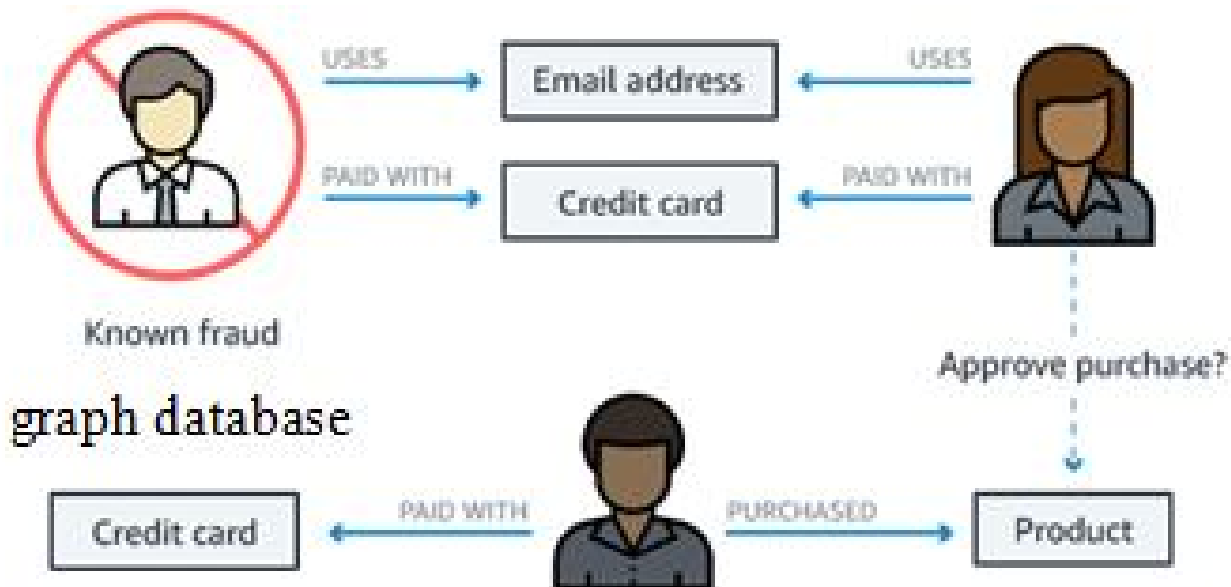 USES
Email address
USES
PAID WITH
Credit card
PAID WITH
Known fraud
Approve purchase?
graph database
Credit card
PAID WITH
PURCHASED
Product